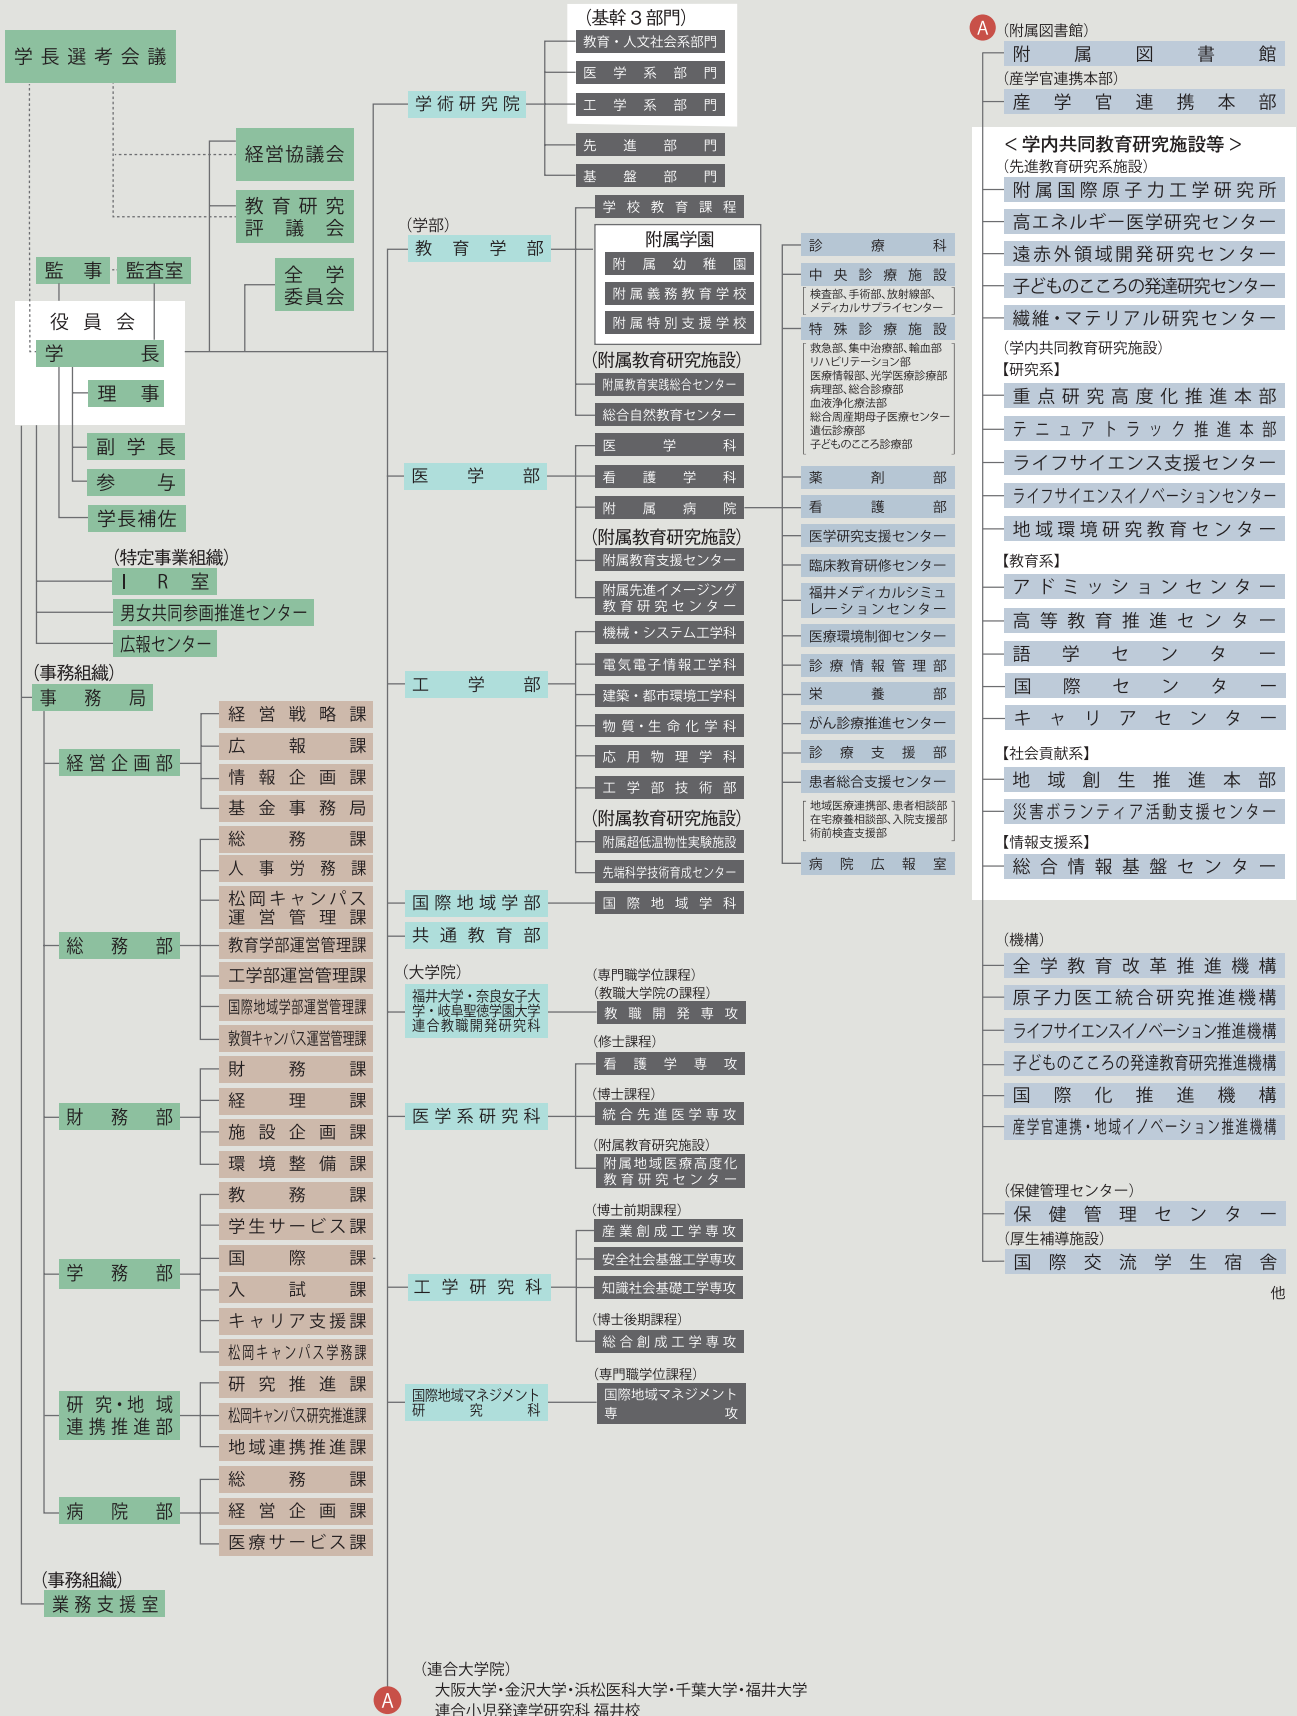 学長選考会議
経営協議会
教育研究
評議会
監事
監査室
全学
委員会
役員会
学長
理事
副学長
参与
学長補佐
(特定事業組織)
IR室
男女共同参画推進センター
広報センター
(事務組織)
事務局
経営企画部
経営戦略課
広報課
情報企画課
基金事務局
総務部
総務課
人事労務課
松岡キャンパス
運営管理課
教育学部運営管理課
工学部運営管理課
国際地域学部運営管理課
敦賀キャンパス運営管理課
財務部
財務課
経理課
施設企画課
環境整備課
学務部
教務課
学生サービス課
国際課
入試課
キャリア支援課
松岡キャンパス学務課
研究・地域
連携推進部
研究推進課
松岡キャンパス研究推進課
地域連携推進課
病院部
総務課
経営企画課
医療サービス課
(事務組織)
業務支援室
学術研究院
(基幹3部門)
教育・人文社会系部門
医学系部門
工学系部門
先進部門
基盤部門
(学部)
教育学部
学校教育課程
附属学園
附属幼稚園
附属義務教育学校
附属特別支援学校
(附属教育研究施設)
附属教育実践総合センター
総合自然教育センター
医学部
医学科
看護学科
附属病院
(附属教育研究施設)
附属教育支援センター
附属先進イメージング
教育研究センター
工学部
機械・システム工学科
電気電子情報工学科
建築・都市環境工学科
物質・生命化学科
応用物理学科
工学部技術部
(附属教育研究施設)
附属超低温物性実験施設
先端科学技術育成センター
国際地域学部
国際地域学科
共通教育部
(大学院)
福井大学・奈良女子大
学・岐阜聖徳学園大学
連合教職開発研究科
(専門職学位課程)
(教職大学院の課程)
教職開発専攻
医学系研究科
(修士課程)
看護学専攻
(博士課程)
統合先進医学専攻
(附属教育研究施設)
附属地域医療高度化
教育研究センター
工学研究科
(博士前期課程)
産業創成工学専攻
安全社会基盤工学専攻
知識社会基礎工学専攻
(博士後期課程)
総合創成工学専攻
国際地域マネジメント
研究科
(専門職学位課程)
国際地域マネジメント
専攻
A
(連合大学院)
大阪大学・金沢大学・浜松医科大学・千葉大学・福井大学
連合小児発達学研究科 福井校
診療科
中央診療施設
検査部、手術部、放射線部、
メディカルサプライセンター
特殊診療施設
救急部、集中治療部、輸血部
リハビリテーション部
医療情報部、光学医療診療部
病理部、総合診療部
血液浄化療法部
総合周産期母子医療センター
遺伝診療部
子どものこころ診療部
薬剤部
看護部
医学研究支援センター
臨床教育研修センター
福井メディカルシミュ
レーションセンター
医療環境制御センター
診療情報管理部
栄養部
がん診療推進センター
診療支援部
患者総合支援センター
地域医療連携部、患者相談部
在宅療養相談部、入院支援部
術前検査支援部
病院広報室
A
(附属図書館)
附属図書館
(産学官連携本部)
産学官連携本部
<学内共同教育研究施設等>
(先進教育研究系施設)
附属国際原子力工学研究所
高エネルギー医学研究センター
遠赤外領域開発研究センター
子どものこころの発達研究センター
繊維・マテリアル研究センター
(学内共同教育研究施設)
【研究系】
重点研究高度化推進本部
テニュアトラック推進本部
ライフサイエンス支援センター
ライフサイエンスイノベーションセンター
地域環境研究教育センター
【教育系】
アドミッションセンター
高等教育推進センター
語学センター
国際センター
キャリアセンター
【社会貢献系】
地域創生推進本部
災害ボランティア活動支援センター
【情報支援系】
総合情報基盤センター
(機構)
全学教育改革推進機構
原子力医工統合研究推進機構
ライフサイエンスイノベーション推進機構
子どものこころの発達教育研究推進機構
国際化推進機構
産学官連携・地域イノベーション推進機構
(保健管理センター)
保健管理センター
(厚生補導施設)
国際交流学生宿舎
他